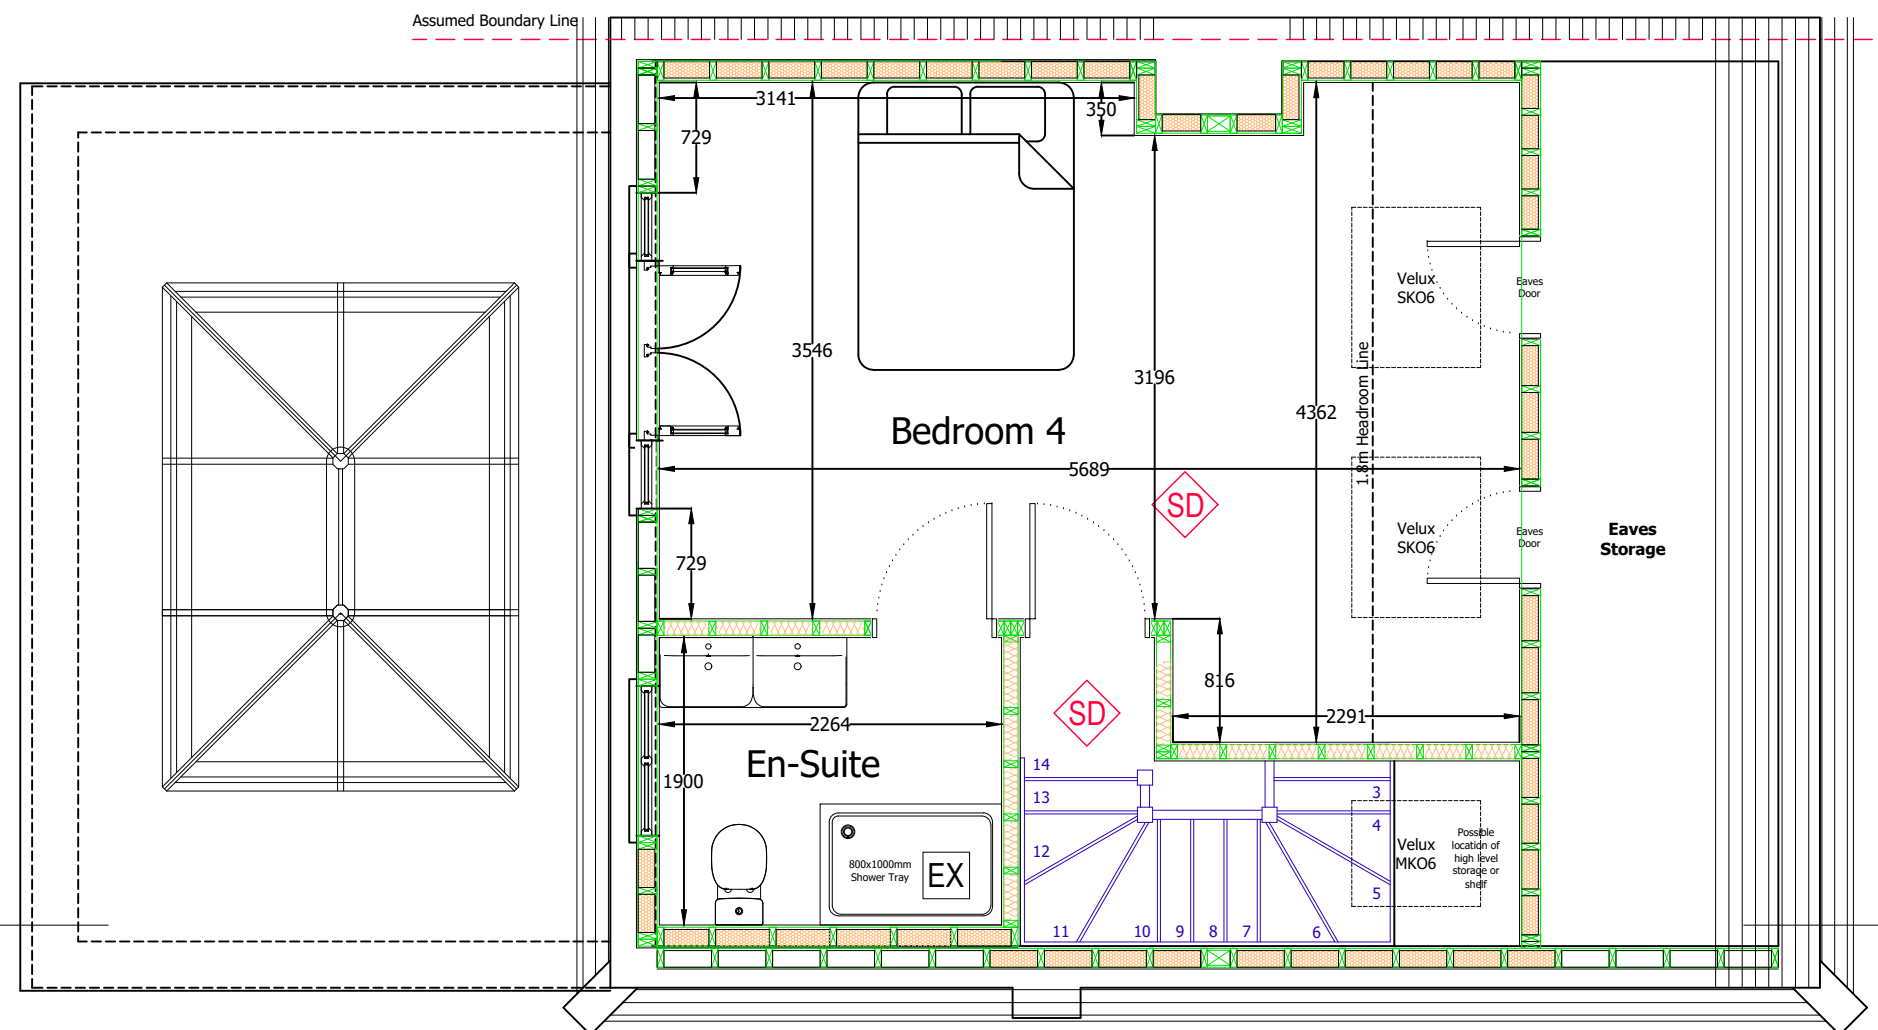 Assumed Boundary Line
3141
350
729
Velux
SKO6
Eaves
Door
3546
3196
1.8m Headroom Line
4362
Bedroom 4
5689
SD
Velux
SKO6
Eaves
Door
Eaves
Storage
729
816
SD
2264
2291
En-Suite
1900
14
13
12
11
10
9
8
7
6
5
4
3
Velux
MKO6
Possible
location of
high level
storage or
shelf
800x1000mm
Shower Tray
EX